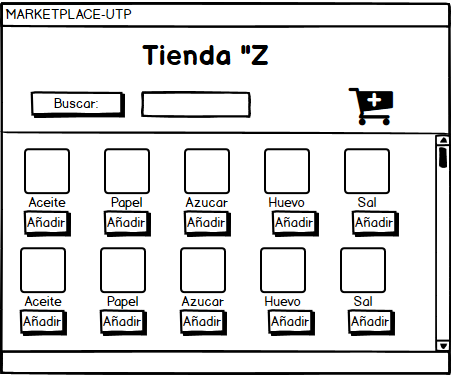 MARKETPLACE-UTP
Tienda "Z
Buscar:
Aceite Papel Azucar Huevo Sal
Añadir Añadir Añadir Añadir Añadir
Aceite Papel Azucar Huevo Sal
Añadir Añadir Añadir Añadir Añadir